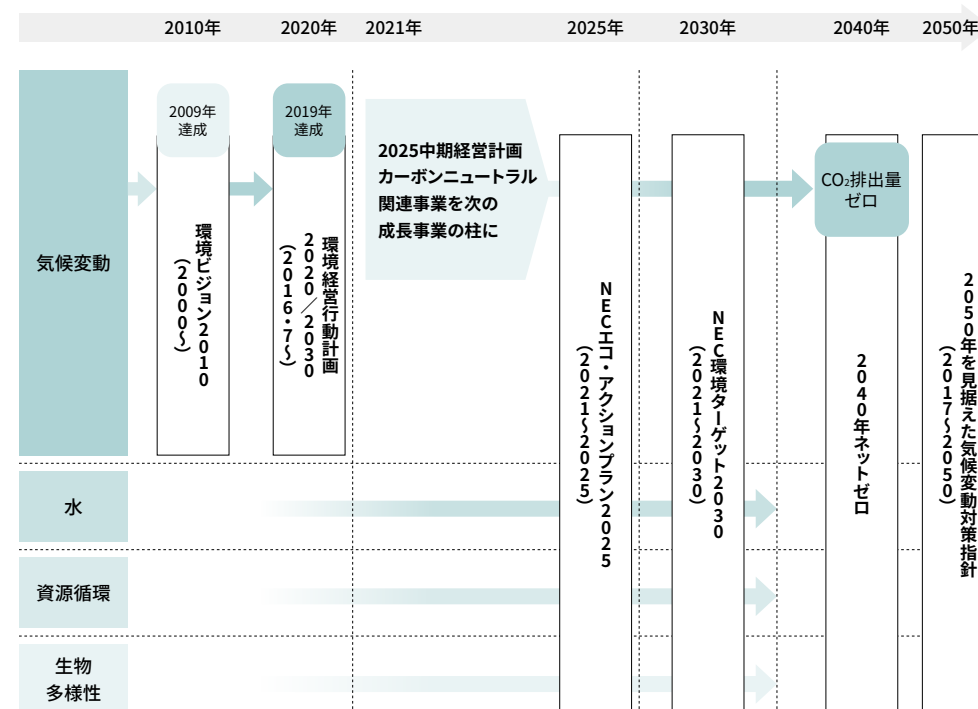 2010年
2020年
2021年
2025年
2030年
2040年
2050年
気候変動
2009年
達成
環境ビジョン2010
（2000〜）
2019年
達成
環境経営行動計画
2020／2030
（2016・7〜）
2025中期経営計画
カーボンニュートラル
関連事業を次の
成長事業の柱に
NECエコ・アクションプラン2025
（2021〜2025）
NEC環境ターゲット2030
（2021〜2030）
CO₂排出量
ゼロ
2040年ネットゼロ
2050年を見据えた気候変動対策指針
（2017〜2050）
水
資源循環
生物
多様性